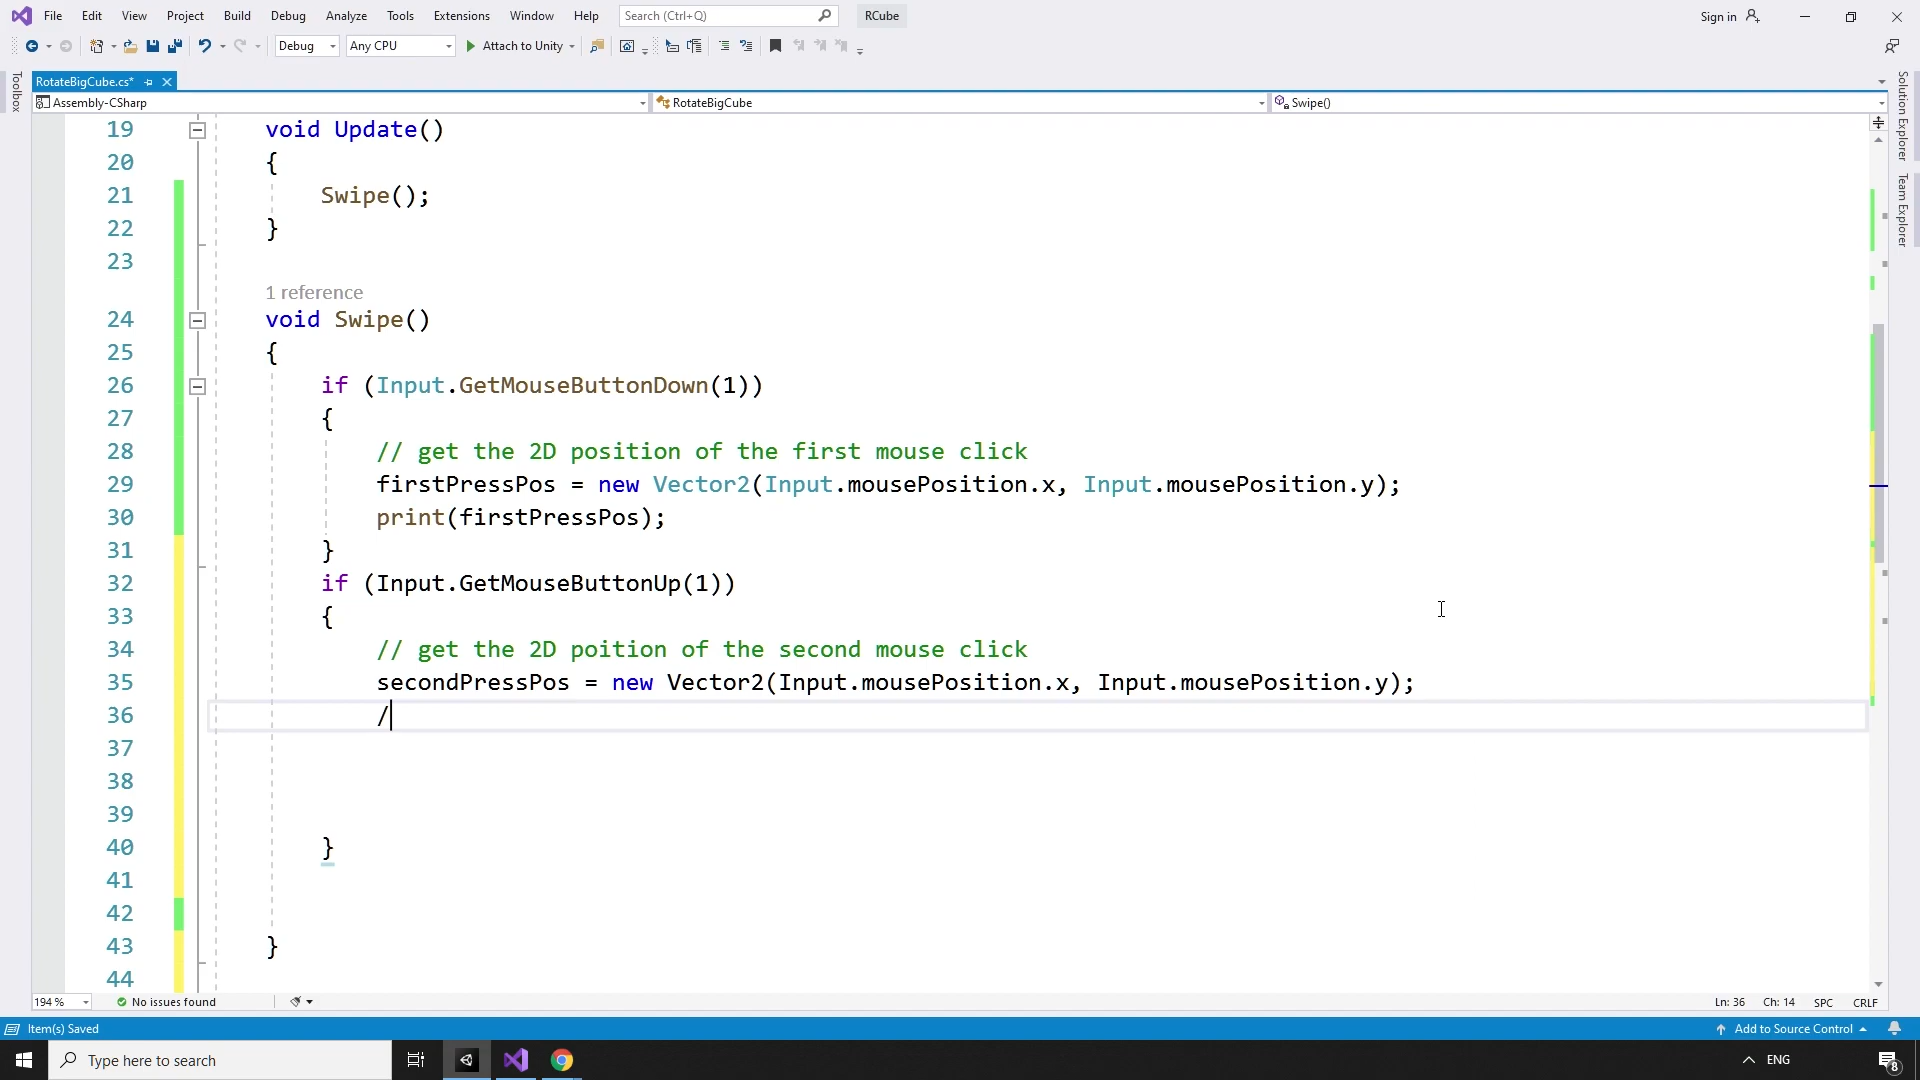 File Edit View Project Build Debug Analyze Tools Extensions Window Help Search (Ctrl+Q) RCube Sign in
Debug Any CPU Attach to Unity
Toolbox
RotateBigCube.cs*
Assembly-CSharp RotateBigCube Swipe()
Solution Explorer
Team Explorer
19 void Update()
20 {
21 Swipe();
22 }
23
1 reference
24 void Swipe()
25 {
26 if (Input.GetMouseButtonDown(1))
27 {
28 // get the 2D position of the first mouse click
29 firstPressPos = new Vector2(Input.mousePosition.x, Input.mousePosition.y);
30 print(firstPressPos);
31 }
32 if (Input.GetMouseButtonUp(1))
33 {
34 // get the 2D poition of the second mouse click
35 secondPressPos = new Vector2(Input.mousePosition.x, Input.mousePosition.y);
36 /
37
38
39
40 }
41
42
43 }
44
194 % No issues found Ln: 36 Ch: 14 SPC CRLF
Item(s) Saved Add to Source Control
Type here to search ENG 8